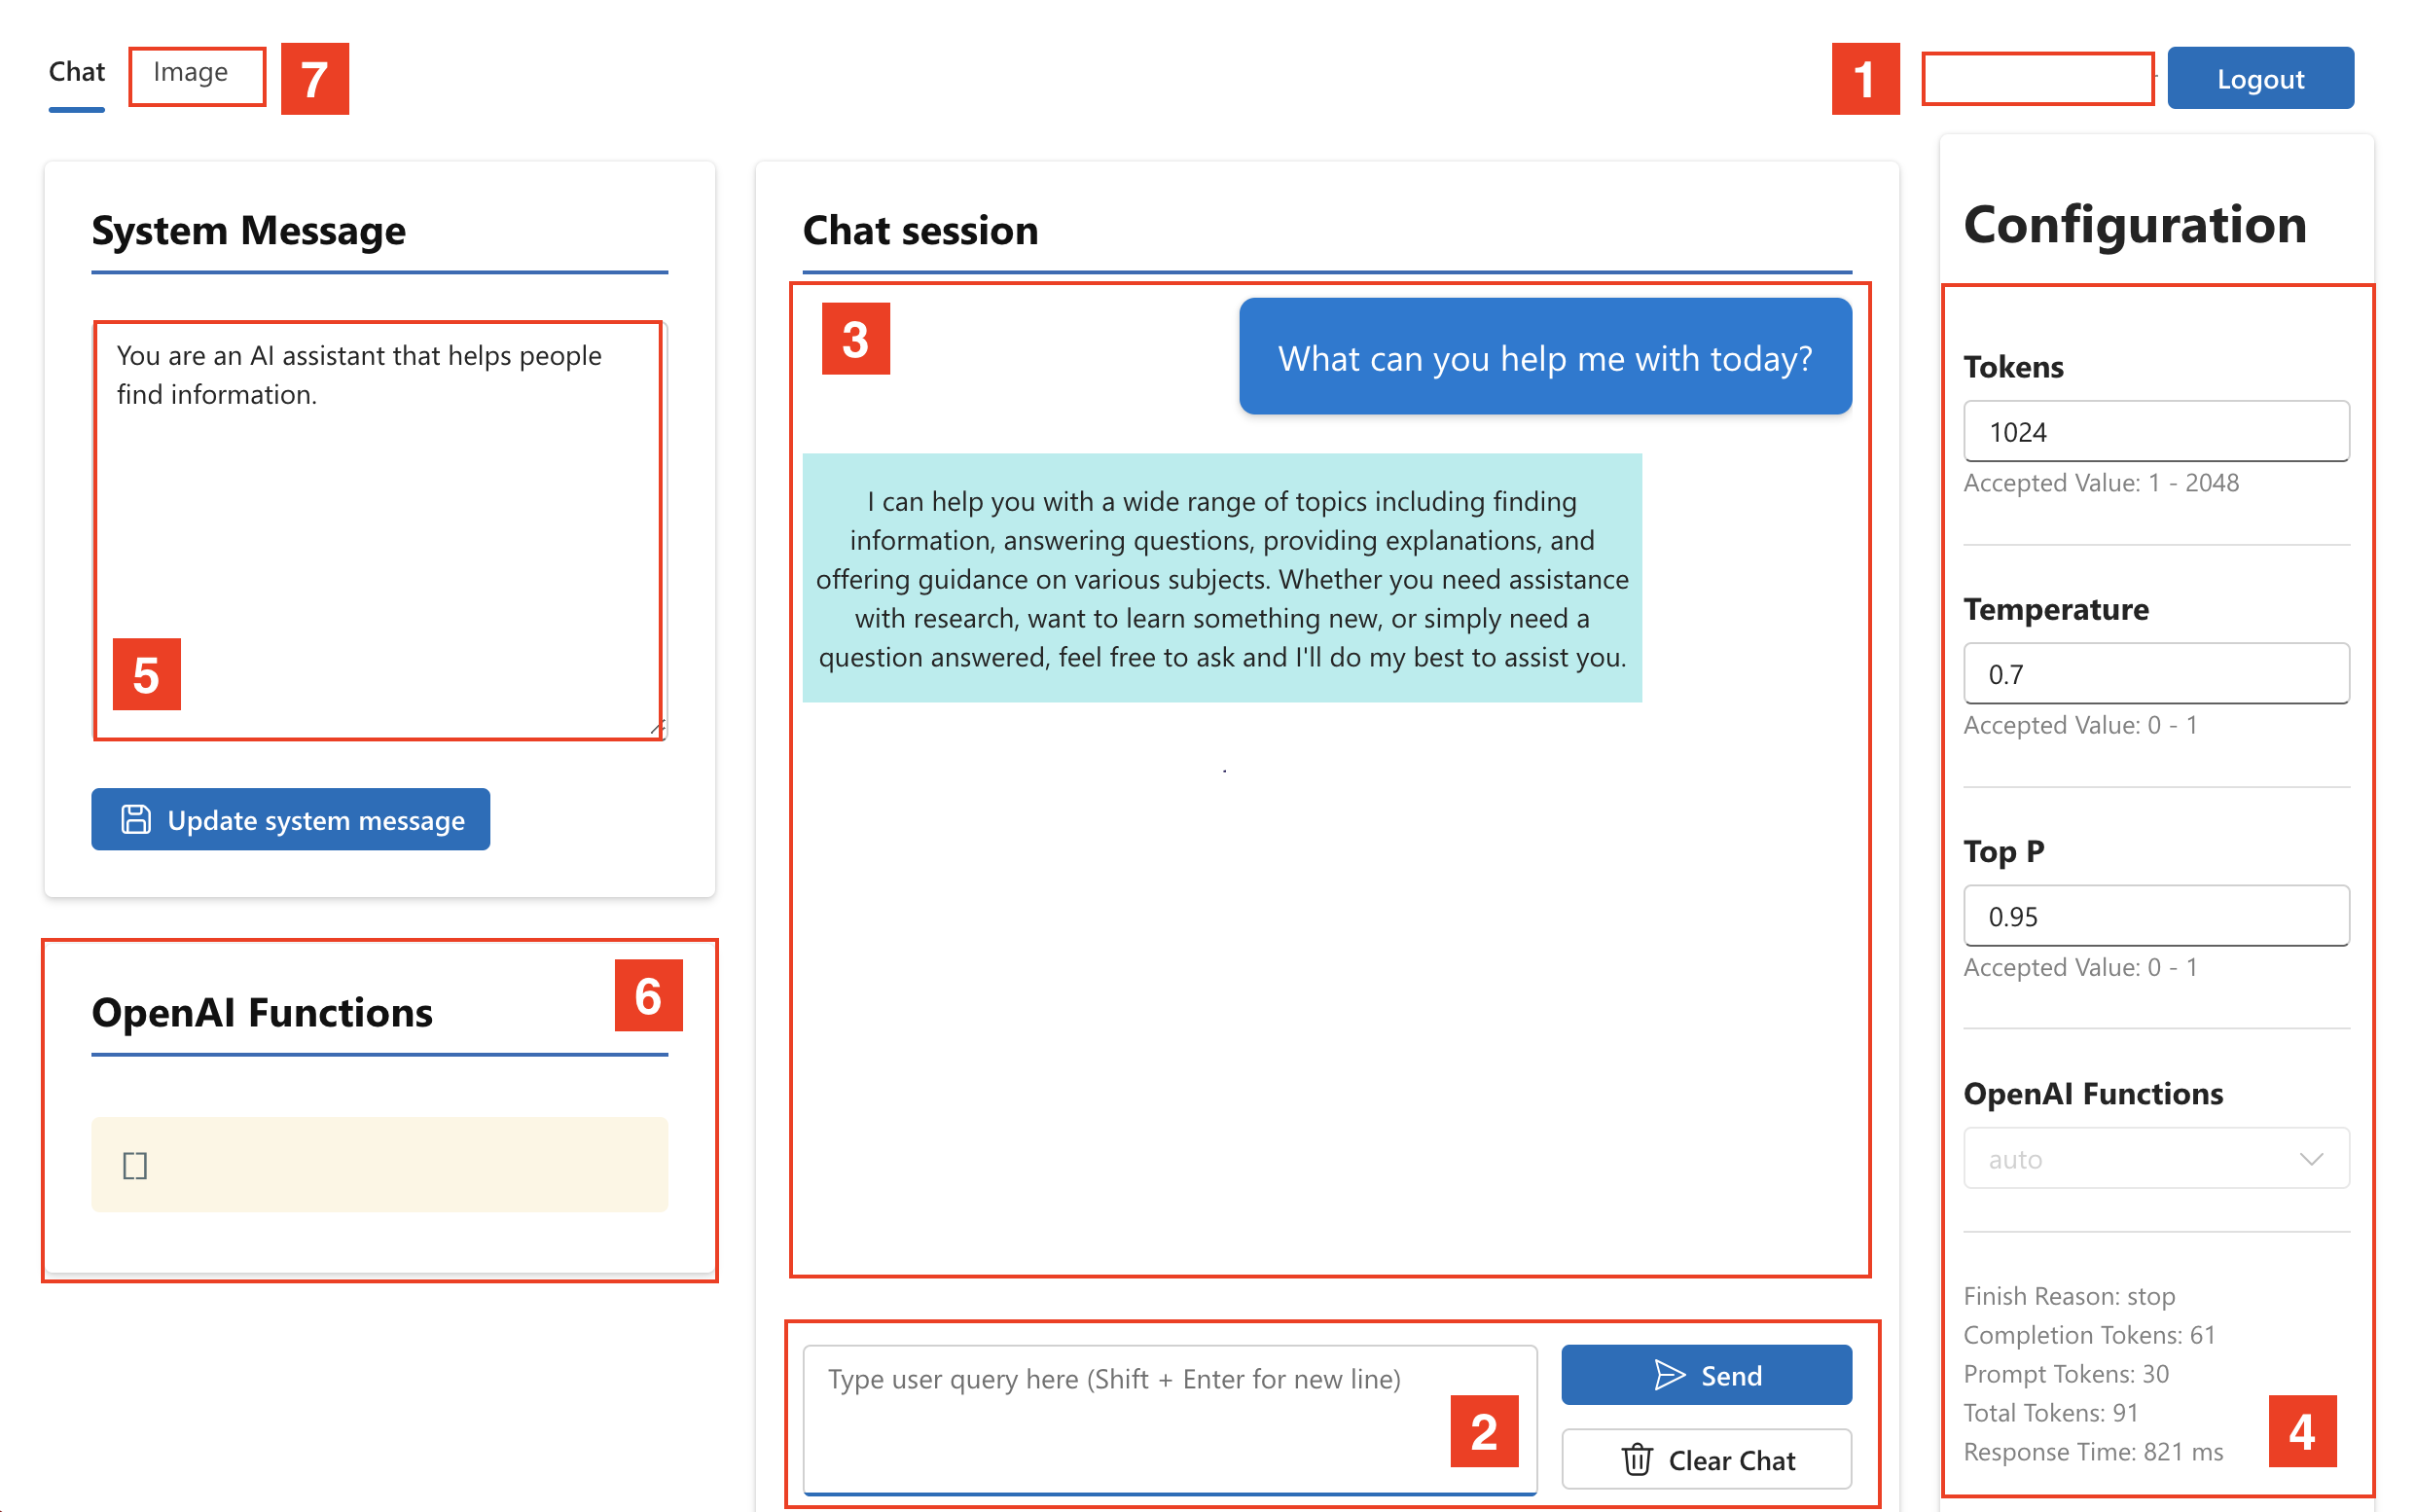 Chat
Image
7
1
Logout
System Message
You are an AI assistant that helps people
find information.
5
Update system message
OpenAI Functions
6
[]
Chat session
3
What can you help me with today?
I can help you with a wide range of topics including finding
information, answering questions, providing explanations, and
offering guidance on various subjects. Whether you need assistance
with research, want to learn something new, or simply need a
question answered, feel free to ask and I'll do my best to assist you.
.
Type user query here (Shift + Enter for new line)
2
Send
Clear Chat
Configuration
Tokens
1024
Accepted Value: 1 - 2048
Temperature
0.7
Accepted Value: 0 - 1
Top P
0.95
Accepted Value: 0 - 1
OpenAI Functions
auto
Finish Reason: stop
Completion Tokens: 61
Prompt Tokens: 30
Total Tokens: 91
Response Time: 821 ms
4